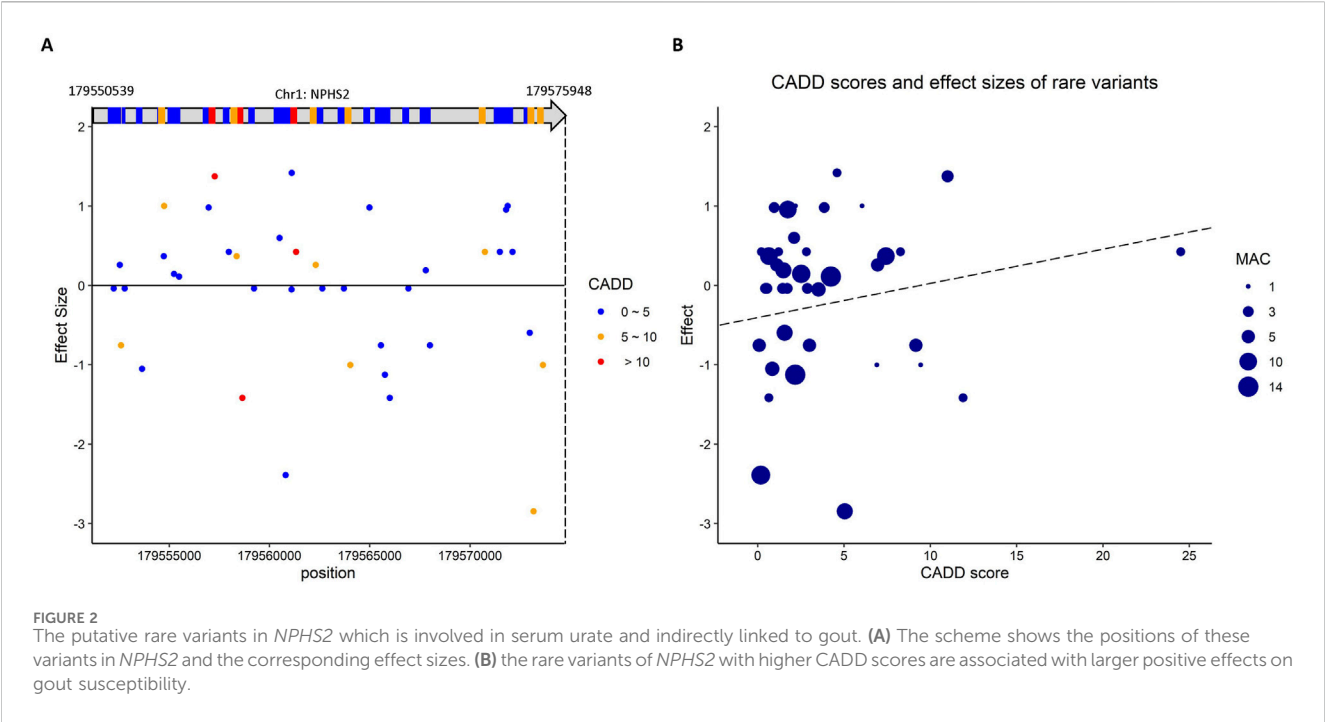 A
179550539
Chr1: NPHS2
179575948
2
1
0
-1
-2
-3
Effect Size
179555000
179560000
179565000
179570000
position
CADD
0 ~ 5
5 ~ 10
> 10
B
CADD scores and effect sizes of rare variants
2
1
0
-1
-2
-3
Effect
0
5
10
15
20
25
CADD score
MAC
1
3
5
10
14
FIGURE 2
The putative rare variants in NPHS2 which is involved in serum urate and indirectly linked to gout. (A) The scheme shows the positions of these
variants in NPHS2 and the corresponding effect sizes. (B) the rare variants of NPHS2 with higher CADD scores are associated with larger positive effects on
gout susceptibility.